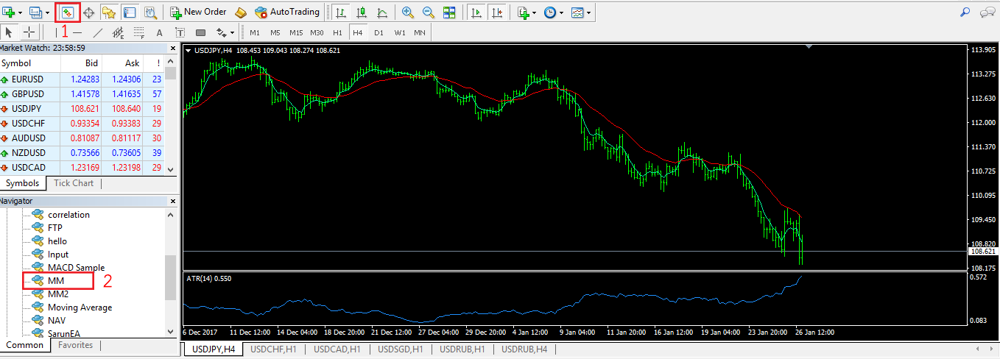 New Order AutoTrading
1
A T M1 M5 M15 M30 H1 H4 D1 W1 MN
Market Watch: 23:58:59
Symbol Bid Ask !
EURUSD 1.24283 1.24306 23
GBPUSD 1.41578 1.41635 57
USDJPY 108.621 108.640 19
USDCHF 0.93354 0.93383 29
AUDUSD 0.81087 0.81117 30
NZDUSD 0.73566 0.73605 39
USDCAD 1.23169 1.23198 29
Symbols Tick Chart
Navigator
correlation
FTP
hello
Input
MACD Sample
MM 2
MM2
Moving Average
NAV
SarunEA
Common Favorites
USDJPY,H4 108.453 109.043 108.274 108.621
113.905
113.275
112.630
112.000
111.370
110.725
110.095
109.450
108.820
108.621
108.175
ATR(14) 0.550
0.572
0.083
6 Dec 2017 11 Dec 12:00 14 Dec 04:00 18 Dec 20:00 21 Dec 12:00 27 Dec 04:00 29 Dec 20:00 4 Jan 12:00 9 Jan 04:00 11 Jan 20:00 16 Jan 12:00 19 Jan 04:00 23 Jan 20:00 26 Jan 12:00
USDJPY,H4 USDCHF,H1 USDCAD,H1 USDSGD,H1 USDRUB,H1 USDRUB,H4